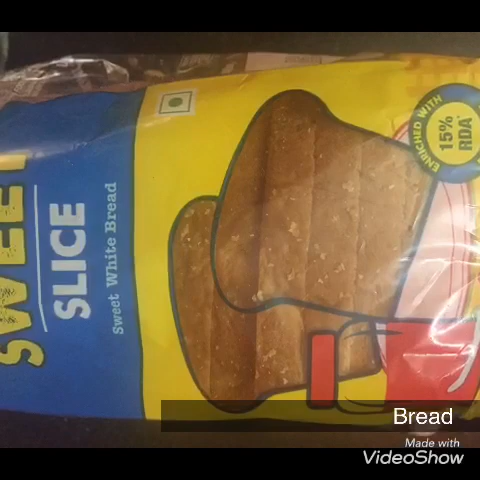 SWEET
SLICE
Sweet White Bread
ENRICHED WITH
15%
RDA*
Bread
Made with
VideoShow